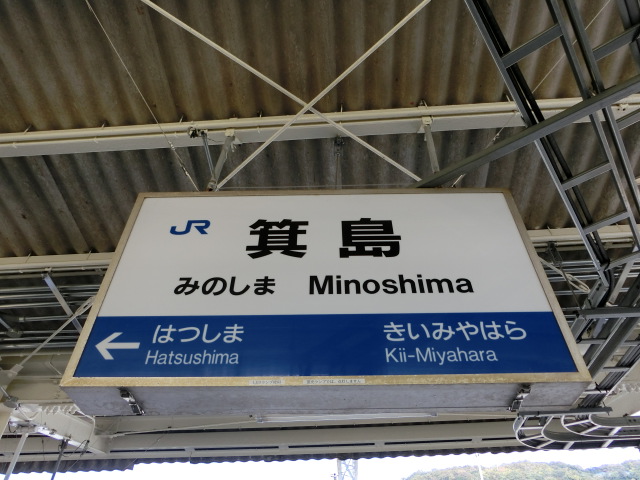 JR 箕島
みのしま Minoshima
← はつしま きいみやはら
Hatsushima Kii-Miyahara